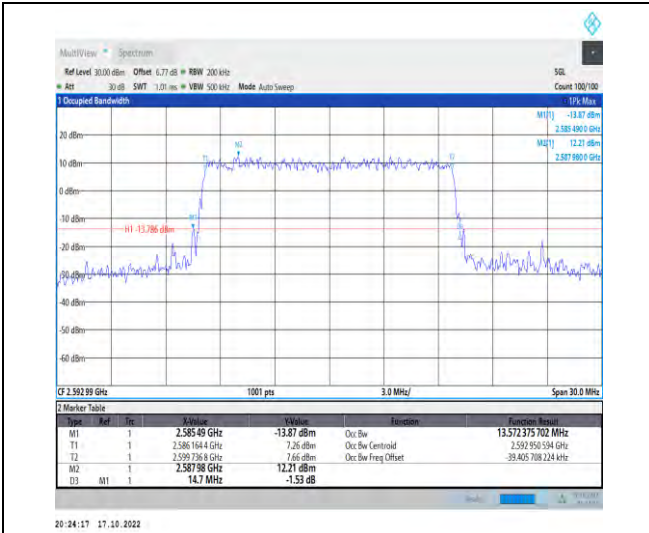 MultiView Spectrum
Ref Level 30.00 dBm Offset 6.77 dB RBW 200 kHz SGL
Att 30 dB SWT 1.01 ms VBW 500 kHz Mode Auto Sweep Count 100/100
1 Occupied Bandwidth 1Pk Max
M1[1] -13.87 dBm
2.585 4900 GHz
M2[1] 12.21 dBm
2.587 9800 GHz
20 dBm
M2
T1 T2
10 dBm
0 dBm
-10 dBm
M1
H1 -13.786 dBm
-20 dBm
-30 dBm
-40 dBm
-50 dBm
-60 dBm
CF 2.592 99 GHz 1001 pts 3.0 MHz/ Span 30.0 MHz
2 Marker Table
Type Ref Trc X-Value Y-Value Function Function Result
M1 1 2.585 49 GHz -13.87 dBm Occ Bw 13.572 375 702 MHz
T1 1 2.586 164 4 GHz 7.26 dBm Occ Bw Centroid 2.592 950 594 GHz
T2 1 2.599 736 8 GHz 7.66 dBm Occ Bw Freq Offset -39.405 708 224 kHz
M2 1 2.587 98 GHz 12.21 dBm
D3 M1 1 14.7 MHz -1.53 dB
20:24:17 17.10.2022